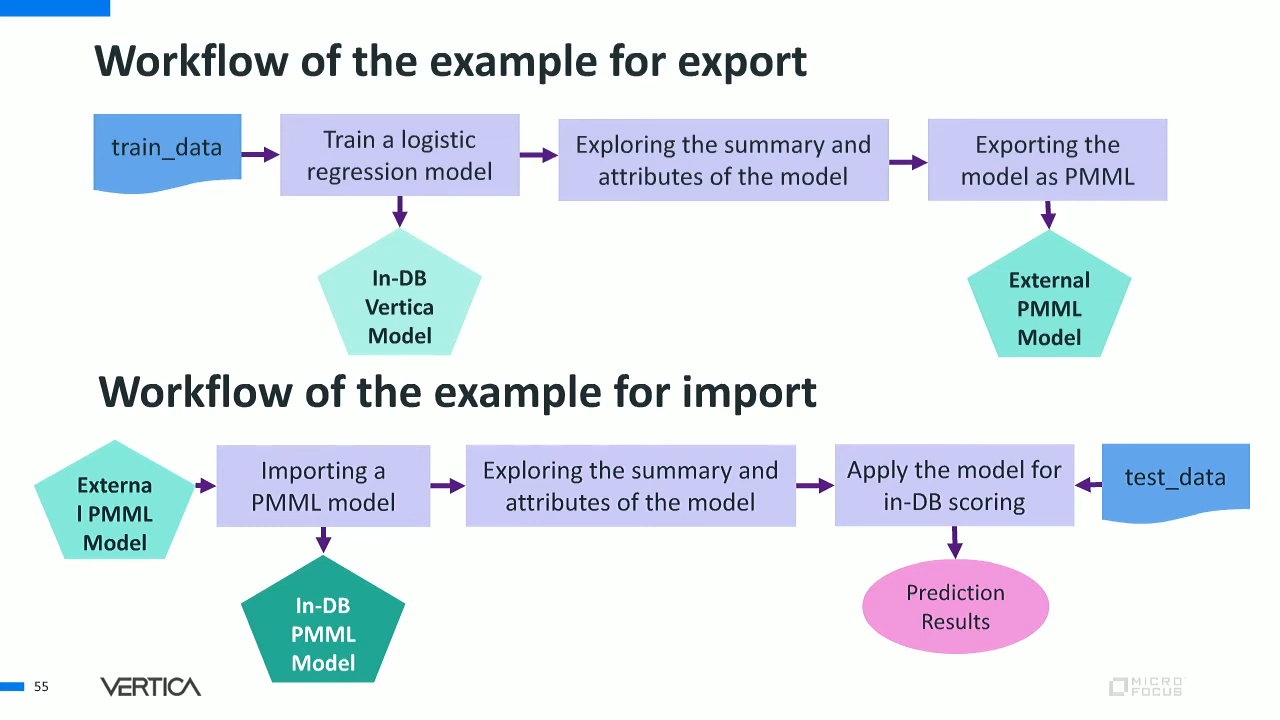 Workflow of the example for export
train_data
Train a logistic
regression model
Exploring the summary and
attributes of the model
Exporting the
model as PMML
In-DB
Vertica
Model
External
PMML
Model
Workflow of the example for import
Externa
l PMML
Model
Importing a
PMML model
Exploring the summary and
attributes of the model
Apply the model for
in-DB scoring
test_data
In-DB
PMML
Model
Prediction
Results
55
VERTICA
MICRO
FOCUS